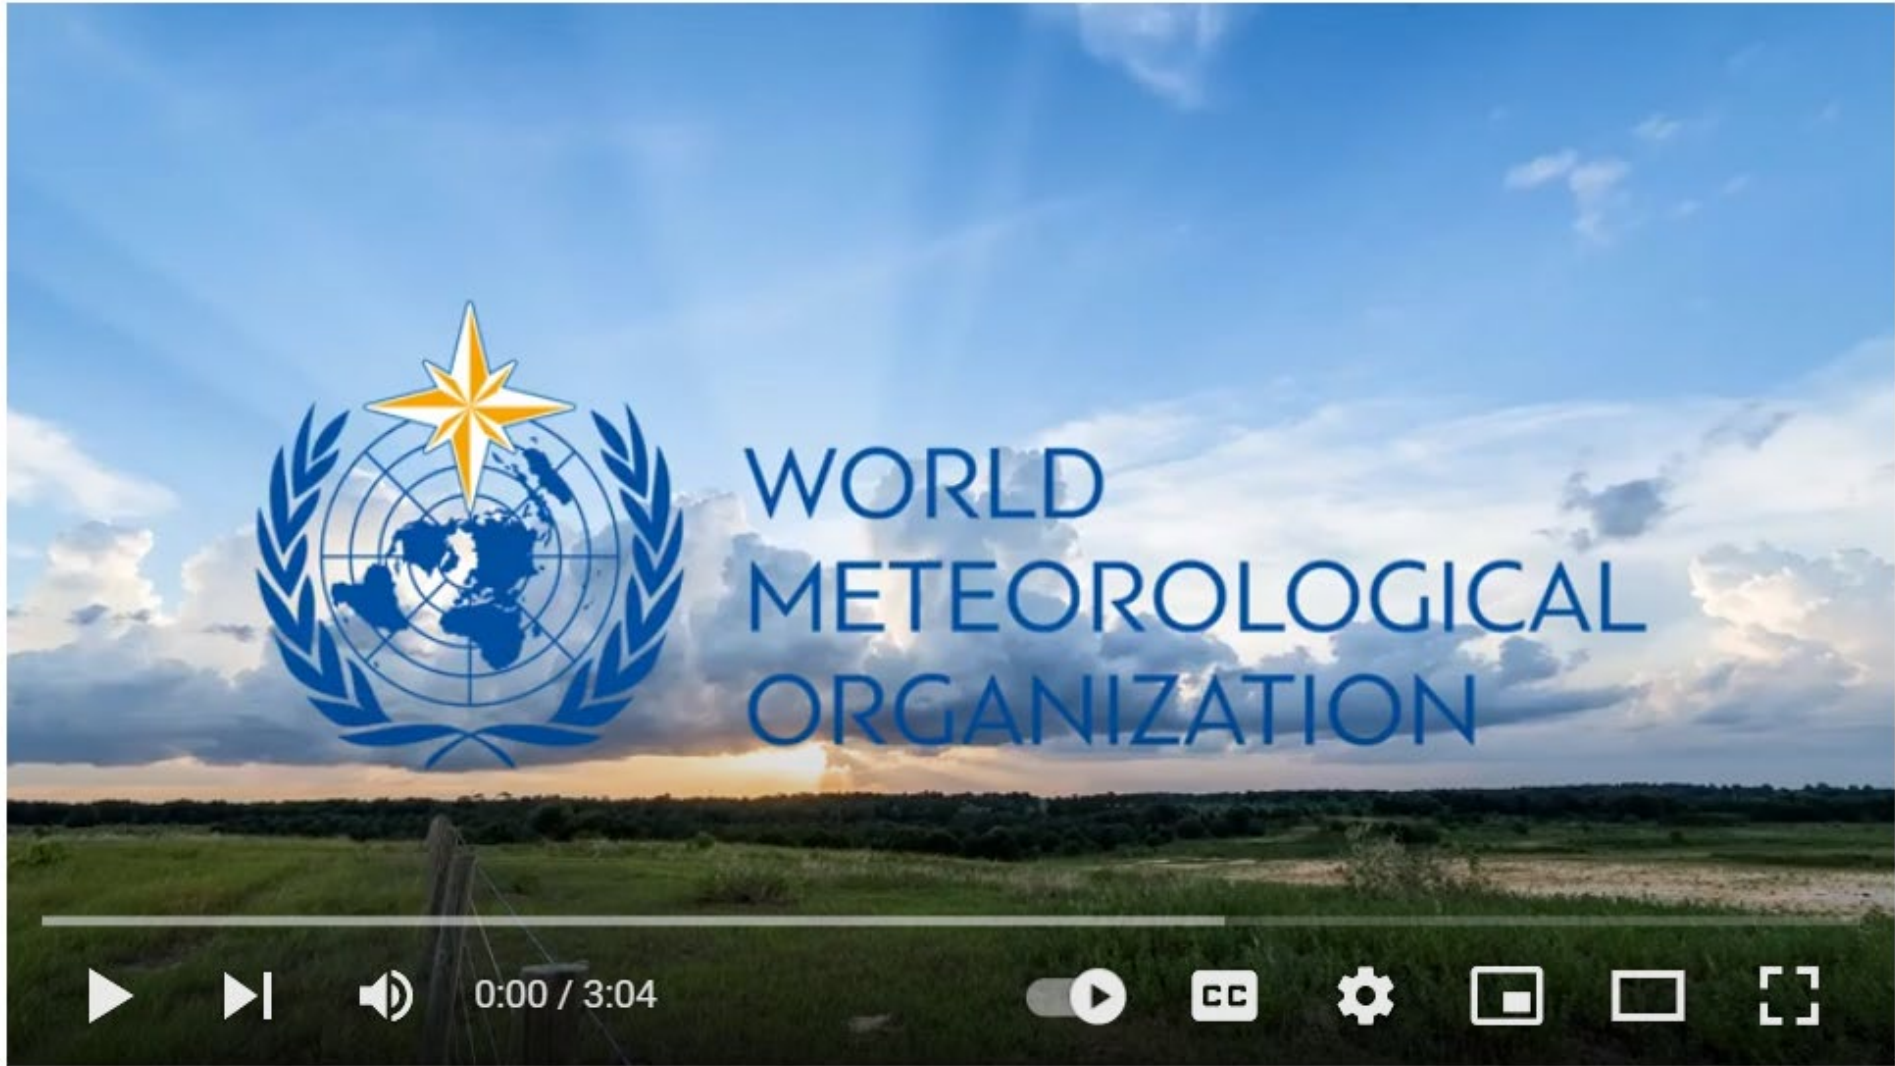 WORLD
METEOROLOGICAL
ORGANIZATION
0:00 / 3:04
CC